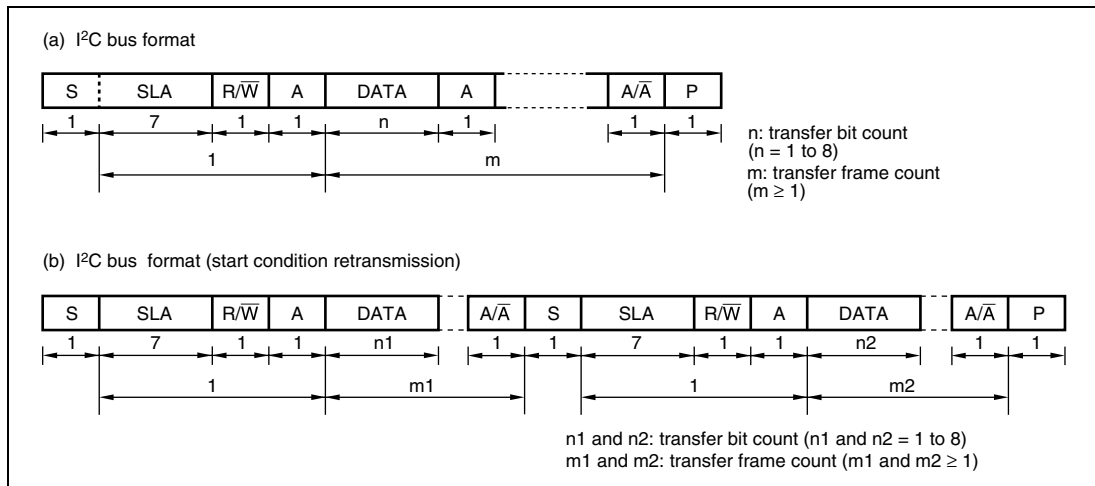 (a) I²C bus format
S SLA R/W̅ A DATA A A/A̅ P
1 7 1 1 n 1 1 1
1 m
n: transfer bit count
(n = 1 to 8)
m: transfer frame count
(m ≥ 1)
(b) I²C bus format (start condition retransmission)
S SLA R/W̅ A DATA A/A̅ S SLA R/W̅ A DATA A/A̅ P
1 7 1 1 n1 1 1 7 1 1 n2 1 1
1 m1 1 m2
n1 and n2: transfer bit count (n1 and n2 = 1 to 8)
m1 and m2: transfer frame count (m1 and m2 ≥ 1)